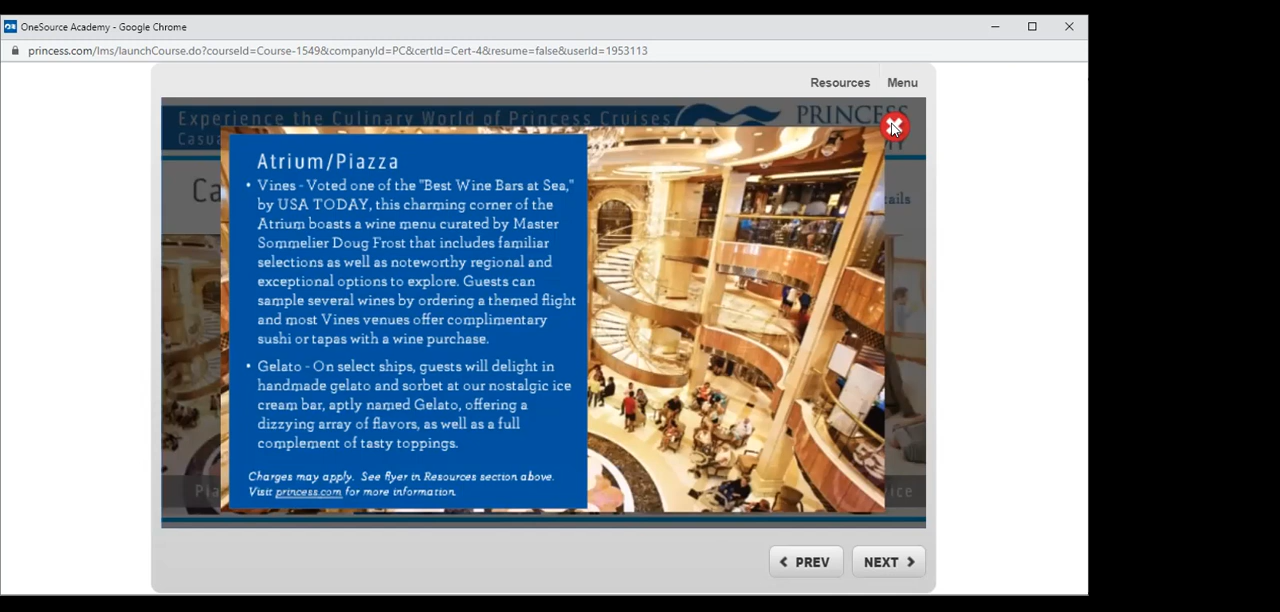 OneSource Academy - Google Chrome
princess.com/lms/launchCourse.do?courseId=Course-1549&companyId=PC&certId=Cert-4&resume=false&userId=1953113
Resources Menu
Experience the Culinary World of Princess Cruises
Atrium/Piazza
• Vines - Voted one of the "Best Wine Bars at Sea,"
by USA TODAY, this charming corner of the
Atrium boasts a wine menu curated by Master
Sommelier Doug Frost that includes familiar
selections as well as noteworthy regional and
exceptional options to explore. Guests can
sample several wines by ordering a themed flight
and most Vines venues offer complimentary
sushi or tapas with a wine purchase.
• Gelato - On select ships, guests will delight in
handmade gelato and sorbet at our nostalgic ice
cream bar, aptly named Gelato, offering a
dizzying array of flavors, as well as a full
complement of tasty toppings.
Charges may apply. See flyer in Resources section above.
Visit princess.com for more information.
PREV NEXT